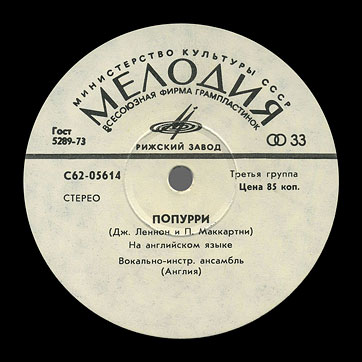 МИНИСТЕРСТВО КУЛЬТУРЫ СССР
МЕЛОДИЯ
ВСЕСОЮЗНАЯ ФИРМА ГРАМПЛАСТИНОК
Гост
5289-73
РИЖСКИЙ ЗАВОД
33
С62-05614
СТЕРЕО
Третья группа
Цена 85 коп.
ПОПУРРИ
(Дж. Леннон и П. Маккартни)
На английском языке
Вокально-инстр. ансамбль
(Англия)